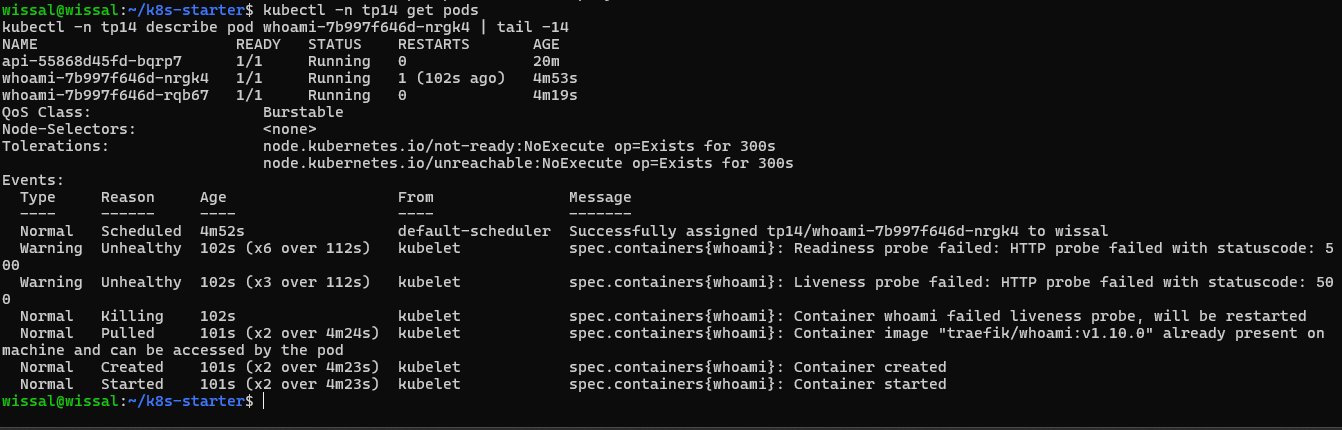 wissal@wissal:~/k8s-starter$ kubectl -n tp14 get pods
kubectl -n tp14 describe pod whoami-7b997f646d-nrgk4 | tail -14
NAME                      READY   STATUS    RESTARTS       AGE
api-55868d45fd-bqrp7      1/1     Running   0              20m
whoami-7b997f646d-nrgk4   1/1     Running   1 (102s ago)   4m53s
whoami-7b997f646d-rqb67   1/1     Running   0              4m19s
QoS Class:                   Burstable
Node-Selectors:              <none>
Tolerations:                 node.kubernetes.io/not-ready:NoExecute op=Exists for 300s
                             node.kubernetes.io/unreachable:NoExecute op=Exists for 300s
Events:
  Type     Reason     Age                   From               Message
  ----     ------     ----                  ----               -------
  Normal   Scheduled  4m52s                 default-scheduler  Successfully assigned tp14/whoami-7b997f646d-nrgk4 to wissal
  Warning  Unhealthy  102s (x6 over 112s)   kubelet            spec.containers{whoami}: Readiness probe failed: HTTP probe failed with statuscode: 5
00
  Warning  Unhealthy  102s (x3 over 112s)   kubelet            spec.containers{whoami}: Liveness probe failed: HTTP probe failed with statuscode: 50
0
  Normal   Killing    102s                  kubelet            spec.containers{whoami}: Container whoami failed liveness probe, will be restarted
  Normal   Pulled     101s (x2 over 4m24s)  kubelet            spec.containers{whoami}: Container image "traefik/whoami:v1.10.0" already present on
machine and can be accessed by the pod
  Normal   Created    101s (x2 over 4m23s)  kubelet            spec.containers{whoami}: Container created
  Normal   Started    101s (x2 over 4m23s)  kubelet            spec.containers{whoami}: Container started
wissal@wissal:~/k8s-starter$